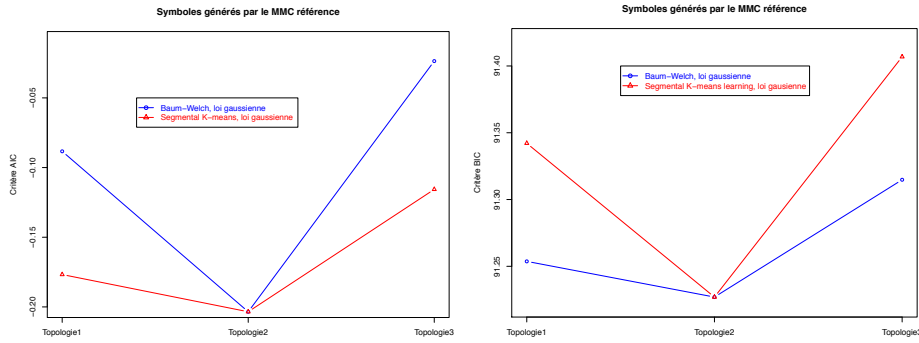 Symboles générés par le MMC référence
Critère AIC
−0.05
−0.10
−0.15
−0.20
Baum−Welch, loi gaussienne
Segmental K−means, loi gaussienne
Topologie1
Topologie2
Topologie3
Symboles générés par le MMC référence
Critère BIC
91.40
91.35
91.30
91.25
Baum−Welch, loi gaussienne
Segmental K−means learning, loi gausienne
Topologie1
Topologie2
Topologie3